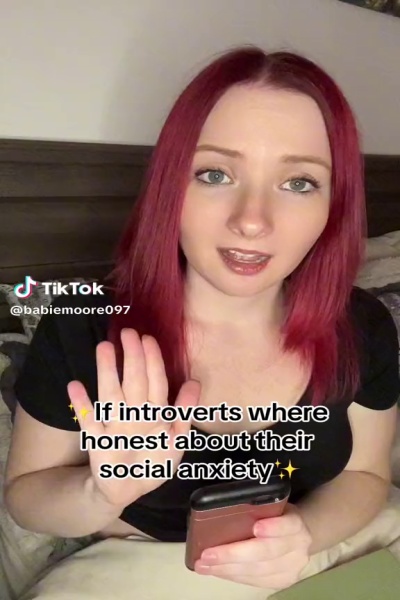 TikTok
@babiemoore097
✨If introverts where
honest about their
social anxiety✨